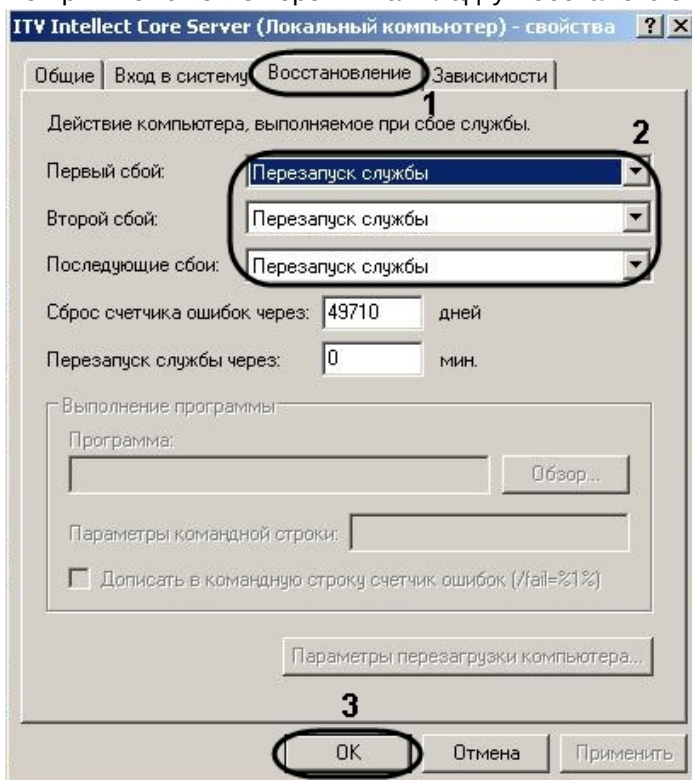 ITV Intellect Core Server (Локальный компьютер) - свойства ? X
Общие Вход в систему Восстановление Зависимости
1
Действие компьютера, выполняемое при сбое службы.
2
Первый сбой: Перезапуск службы
Второй сбой: Перезапуск службы
Последующие сбои: Перезапуск службы
Сброс счетчика ошибок через: 49710 дней
Перезапуск службы через: 0 мин.
Выполнение программы
Программа:
Обзор...
Параметры командной строки:
Дописать в командную строку счетчик ошибок (/fail=%1%)
Параметры перезагрузки компьютера...
3
OK Отмена Применить